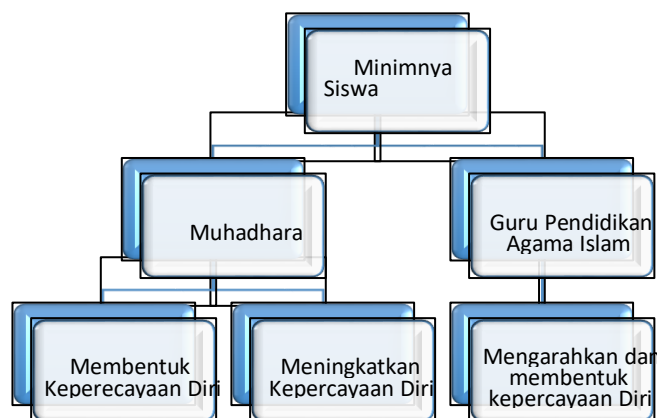 Minimnya
Siswa
Muhadhara
Guru Pendidikan
Agama Islam
Membentuk
Keperecayaan Diri
Meningkatkan
Kepercayaan Diri
Mengarahkan dan
membentuk
kepercayaan Diri